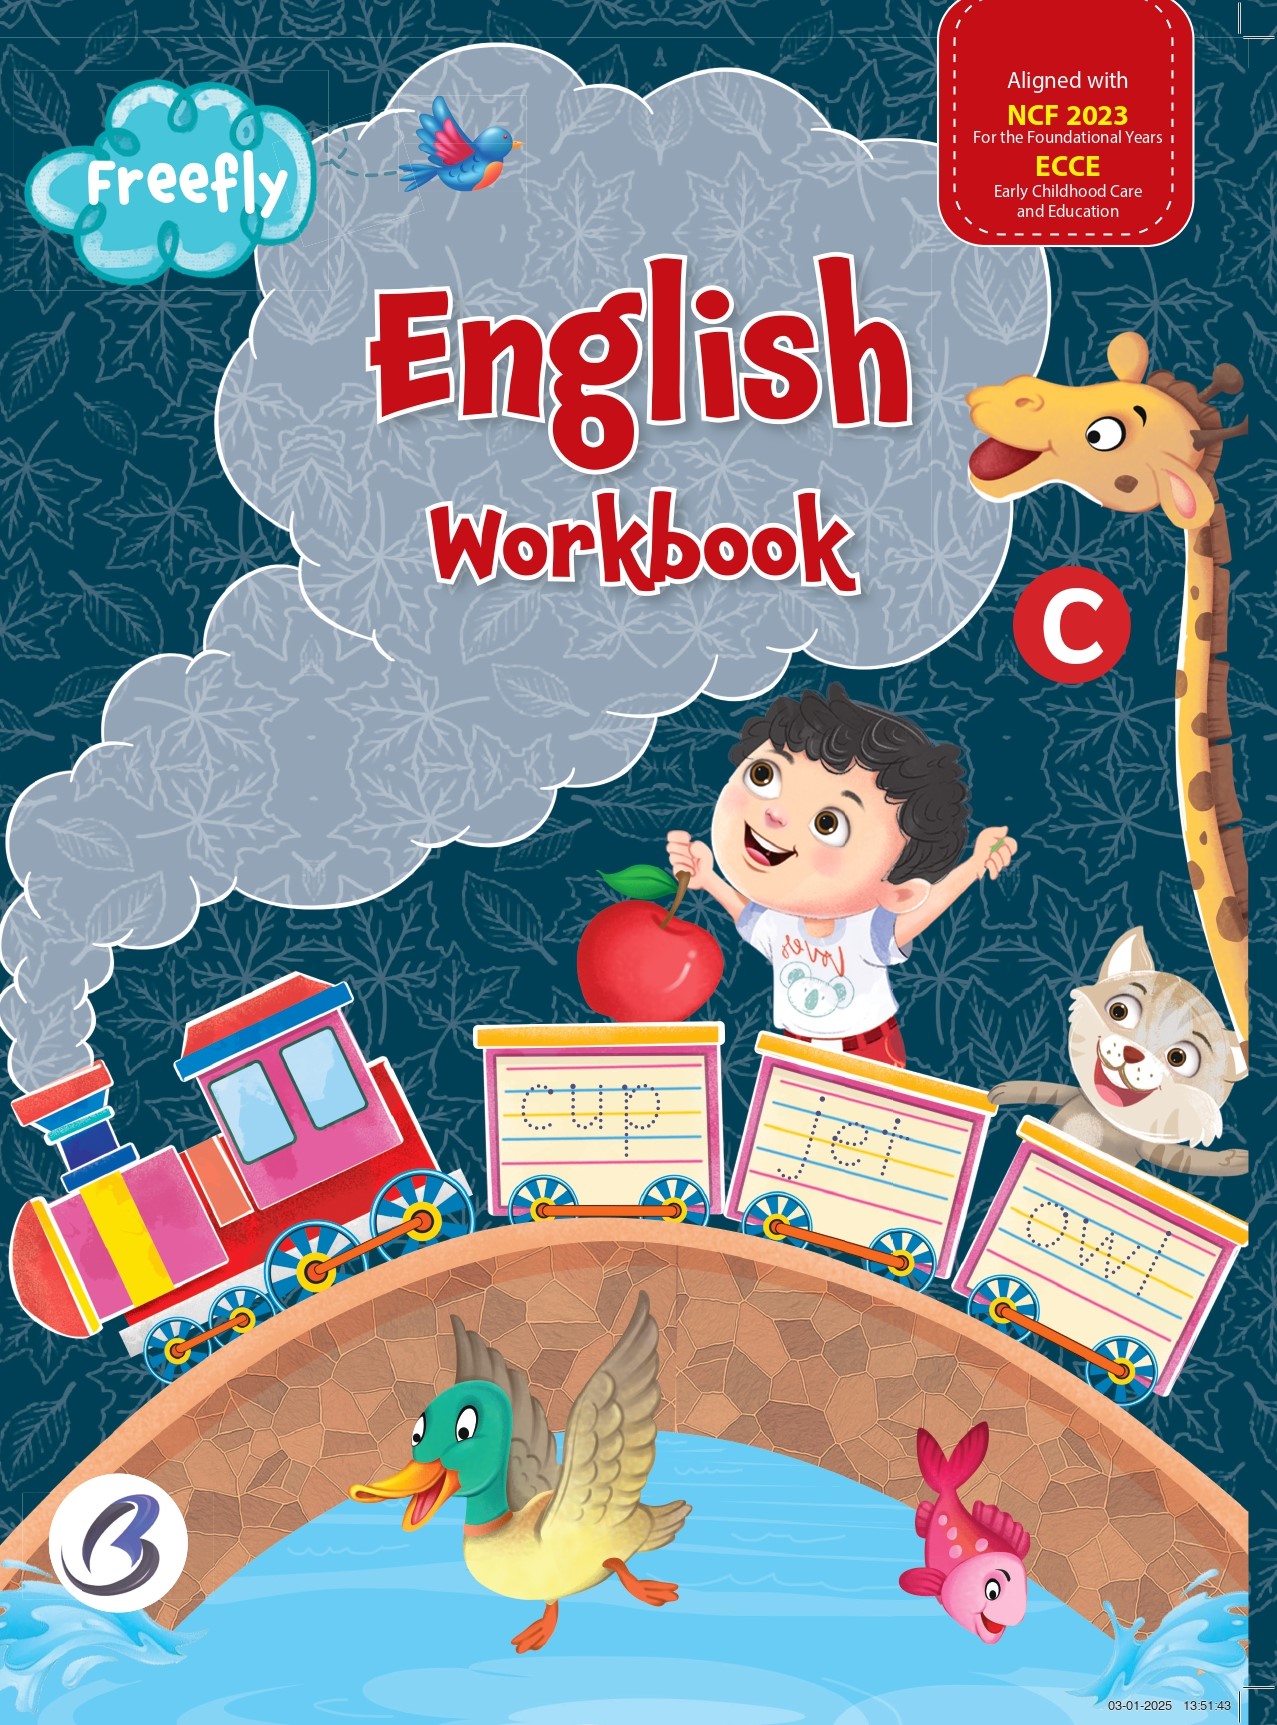 Freefly
Aligned with
NCF 2023
For the Foundational Years
ECCE
Early Childhood Care
and Education
English
Workbook
C
loves
cup
jet
owl
03-01-2025 13:51:43